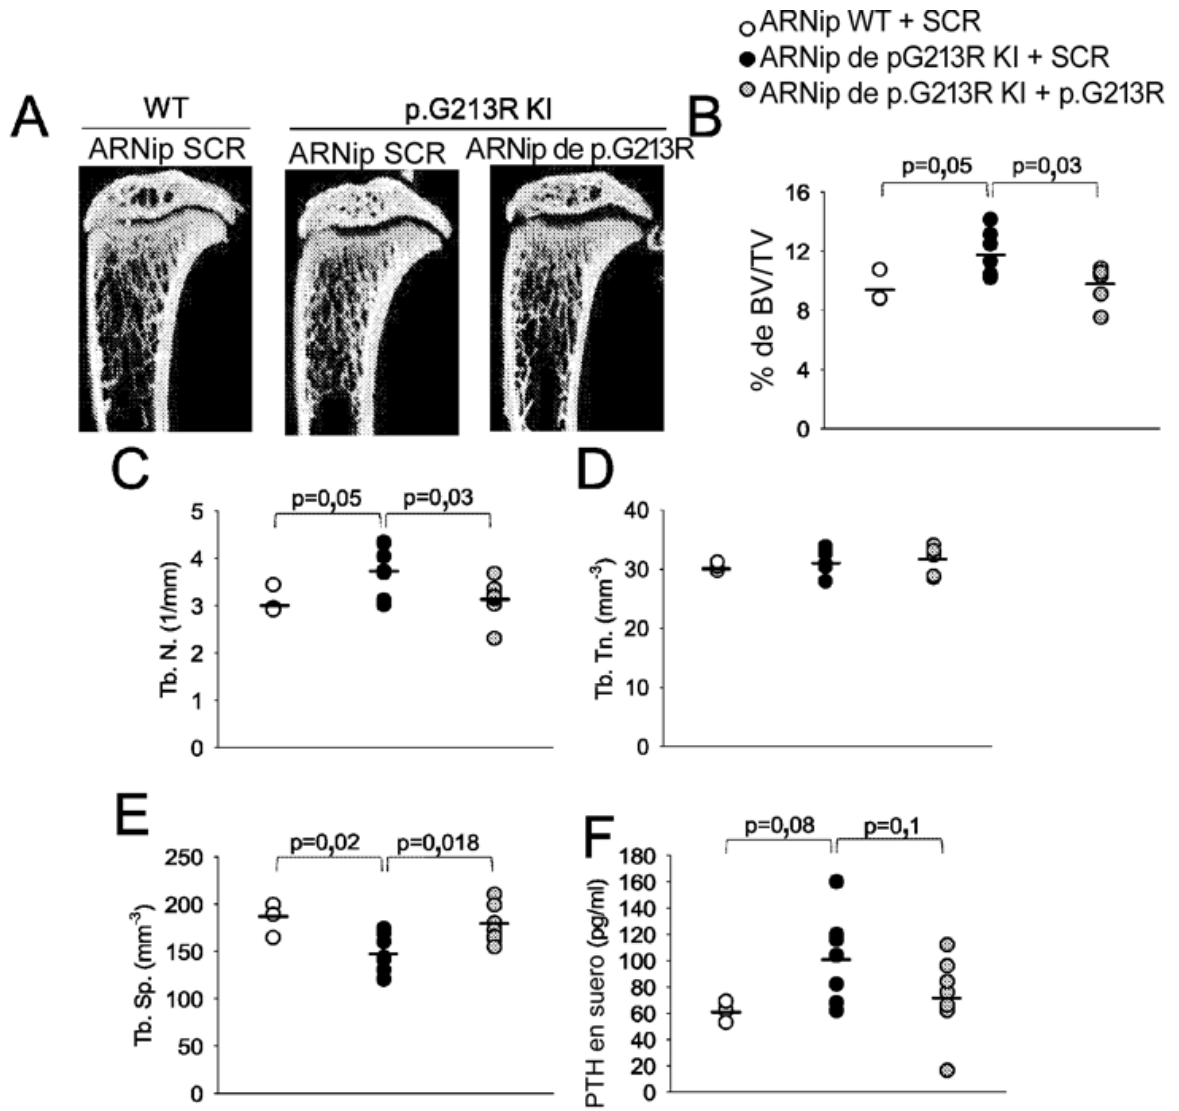 ARNip WT + SCR
ARNip de pG213R KI + SCR
ARNip de p.G213R KI + p.G213R
A
WT
p.G213R KI
ARNip SCR
ARNip SCR
ARNip de p.G213R
B
p=0,05
p=0,03
% de BV/TV
16
12
8
4
0
C
p=0,05
p=0,03
Tb. N. (1/mm)
5
4
3
2
1
0
D
Tb. Tn. (mm⁻³)
40
30
20
10
0
E
p=0,02
p=0,018
Tb. Sp. (mm⁻³)
250
200
150
100
50
0
F
p=0,08
p=0,1
PTH en suero (pg/ml)
180
160
140
120
100
80
60
40
20
0